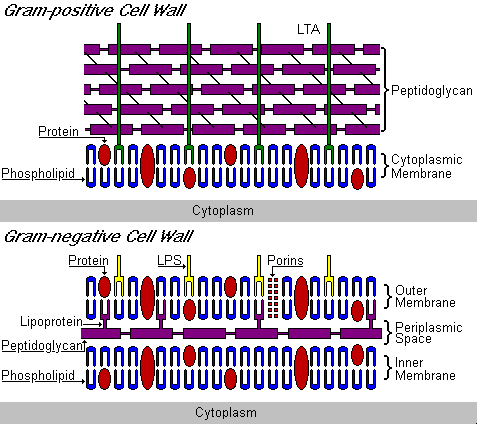 Gram-positive Cell Wall
LTA
Peptidoglycan
Protein
Cytoplasmic
Membrane
Phospholipid
Cytoplasm
Gram-negative Cell Wall
Protein
LPS
Porins
Outer
Membrane
Lipoprotein
Periplasmic
Space
Peptidoglycan
Inner
Membrane
Phospholipid
Cytoplasm